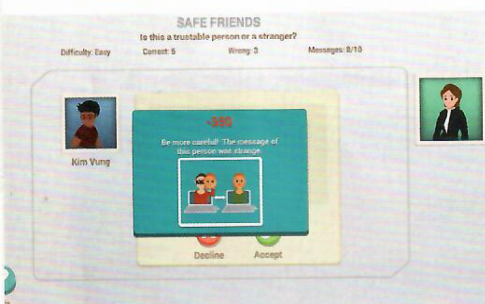 SAFE FRIENDS
Is this a trustable person or a stranger?
Difficulty: Easy
Correct: 5
Wrong: 3
Messages: 8/10
Be more careful! The message of
this person was strange
Kim Vung
Decline
Accept